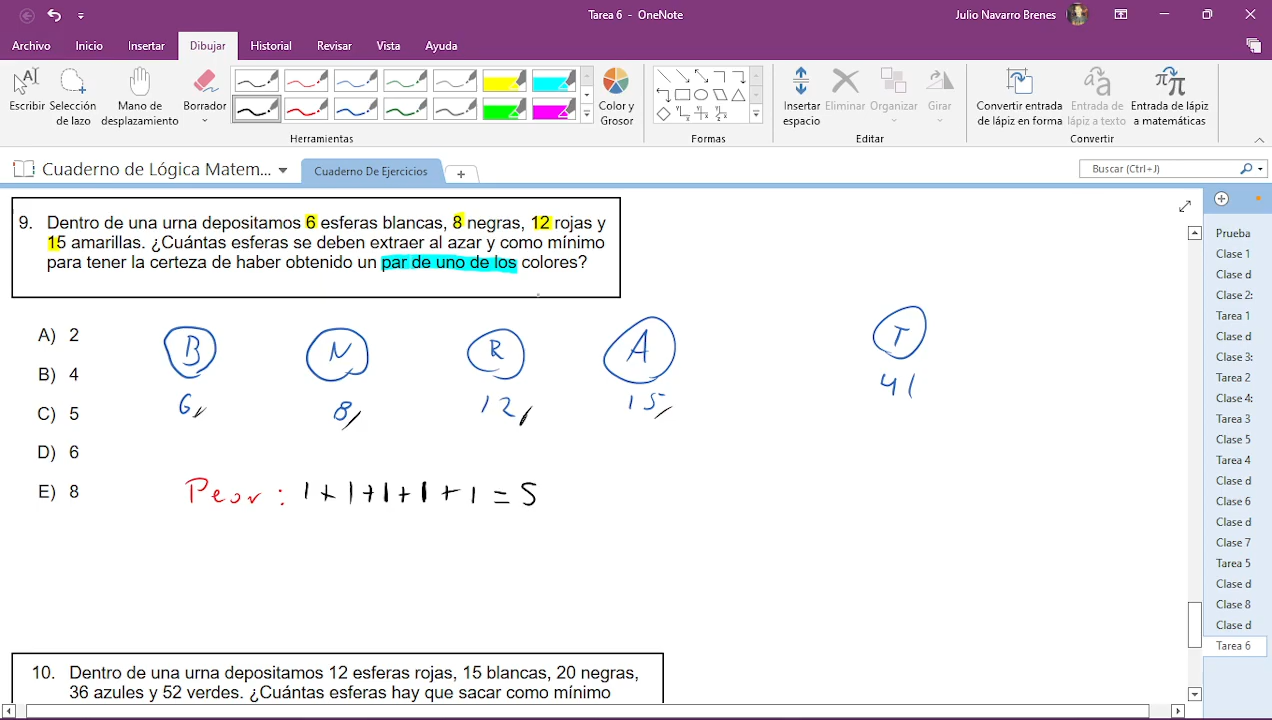 Tarea 6 - OneNote
Julio Navarro Brenes
Archivo Inicio Insertar Dibujar Historial Revisar Vista Ayuda
Escribir
Selección de lazo
Mano de desplazamiento
Borrador
Color y Grosor
Insertar espacio
Eliminar
Organizar
Girar
Convertir entrada de lápiz en forma
Entrada de lápiz a texto
Entrada de lápiz a matemáticas
Herramientas
Formas
Editar
Convertir
Cuaderno de Lógica Matem...
Cuaderno De Ejercicios
Buscar (Ctrl+J)
9. Dentro de una urna depositamos 6 esferas blancas, 8 negras, 12 rojas y
15 amarillas. ¿Cuántas esferas se deben extraer al azar y como mínimo
para tener la certeza de haber obtenido un par de uno de los colores?
A) 2
B) 4
C) 5
D) 6
E) 8
B N R A T
6 8 12 15 41
Peor: 1 + 1 + 1 + 1 + 1 = 5
10. Dentro de una urna depositamos 12 esferas rojas, 15 blancas, 20 negras,
36 azules y 52 verdes. ¿Cuántas esferas hay que sacar como mínimo
Prueba
Clase 1
Clase d
Clase 2:
Tarea 1
Clase d
Clase 3:
Tarea 2
Clase 4:
Tarea 3
Clase 5
Tarea 4
Clase d
Clase 6
Clase d
Clase 7
Tarea 5
Clase d
Clase 8
Clase d
Tarea 6